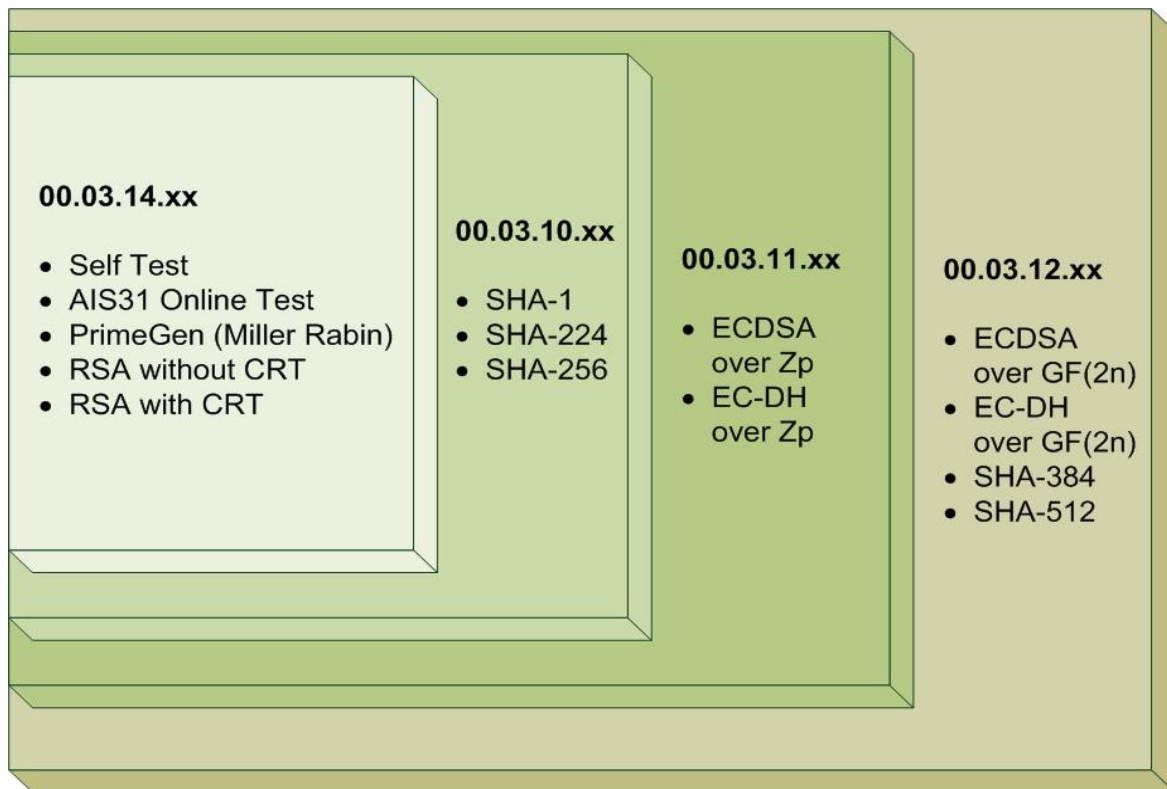 00.03.14.xx
• Self Test
• AIS31 Online Test
• PrimeGen (Miller Rabin)
• RSA without CRT
• RSA with CRT
00.03.10.xx
• SHA-1
• SHA-224
• SHA-256
00.03.11.xx
• ECDSA
over Zp
• EC-DH
over Zp
00.03.12.xx
• ECDSA
over GF(2n)
• EC-DH
over GF(2n)
• SHA-384
• SHA-512